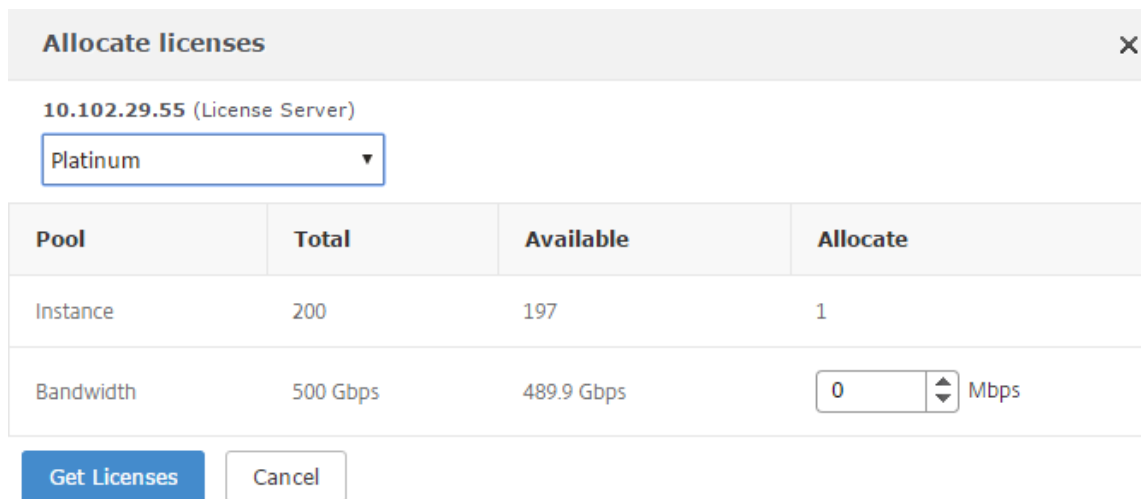 Allocate licenses
10.102.29.55 (License Server)
Platinum
Pool Total Available Allocate
Instance 200 197 1
Bandwidth 500 Gbps 489.9 Gbps 0 Mbps
Get Licenses Cancel